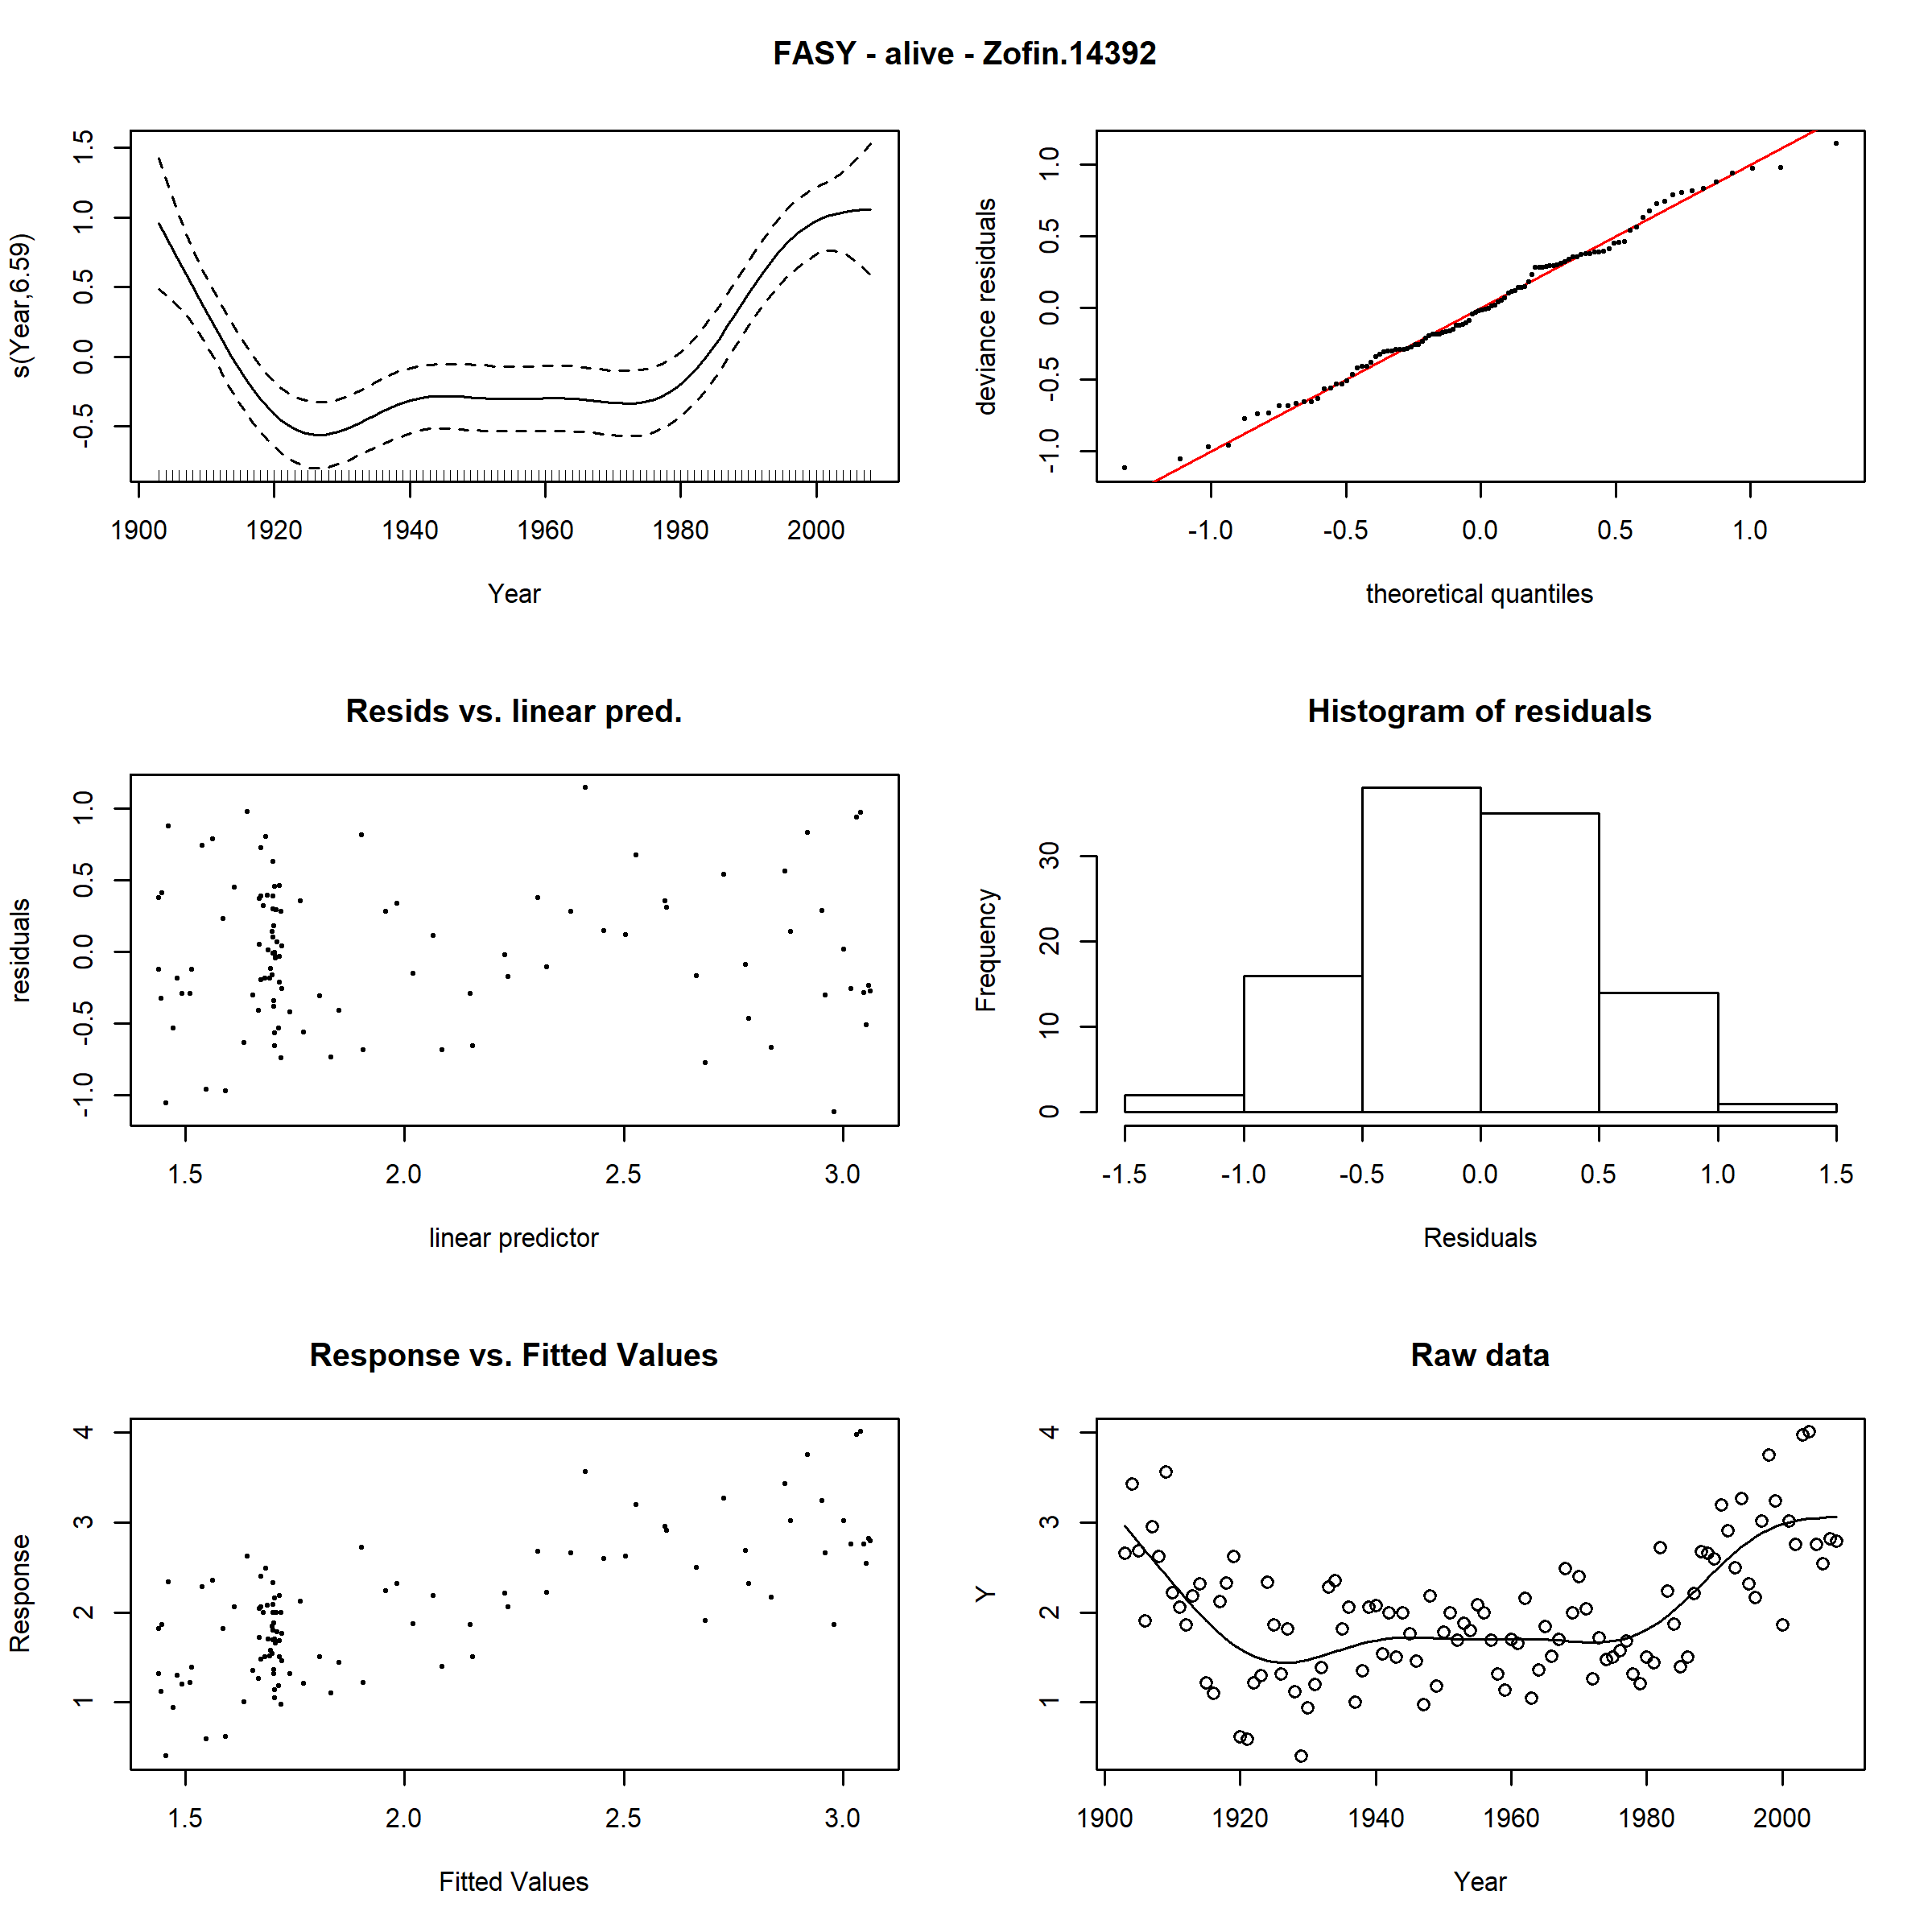 FASY - alive - Zofin.14392
s(Year,6.59)
-0.5 0.0 0.5 1.0 1.5
1900 1920 1940 1960 1980 2000
Year
deviance residuals
-1.0 -0.5 0.0 0.5 1.0
-1.0 -0.5 0.0 0.5 1.0
theoretical quantiles
Resids vs. linear pred.
residuals
-1.0 -0.5 0.0 0.5 1.0
1.5 2.0 2.5 3.0
linear predictor
Histogram of residuals
Frequency
0 10 20 30
-1.5 -1.0 -0.5 0.0 0.5 1.0 1.5
Residuals
Response vs. Fitted Values
Response
1 2 3 4
1.5 2.0 2.5 3.0
Fitted Values
Raw data
Y
1 2 3 4
1900 1920 1940 1960 1980 2000
Year